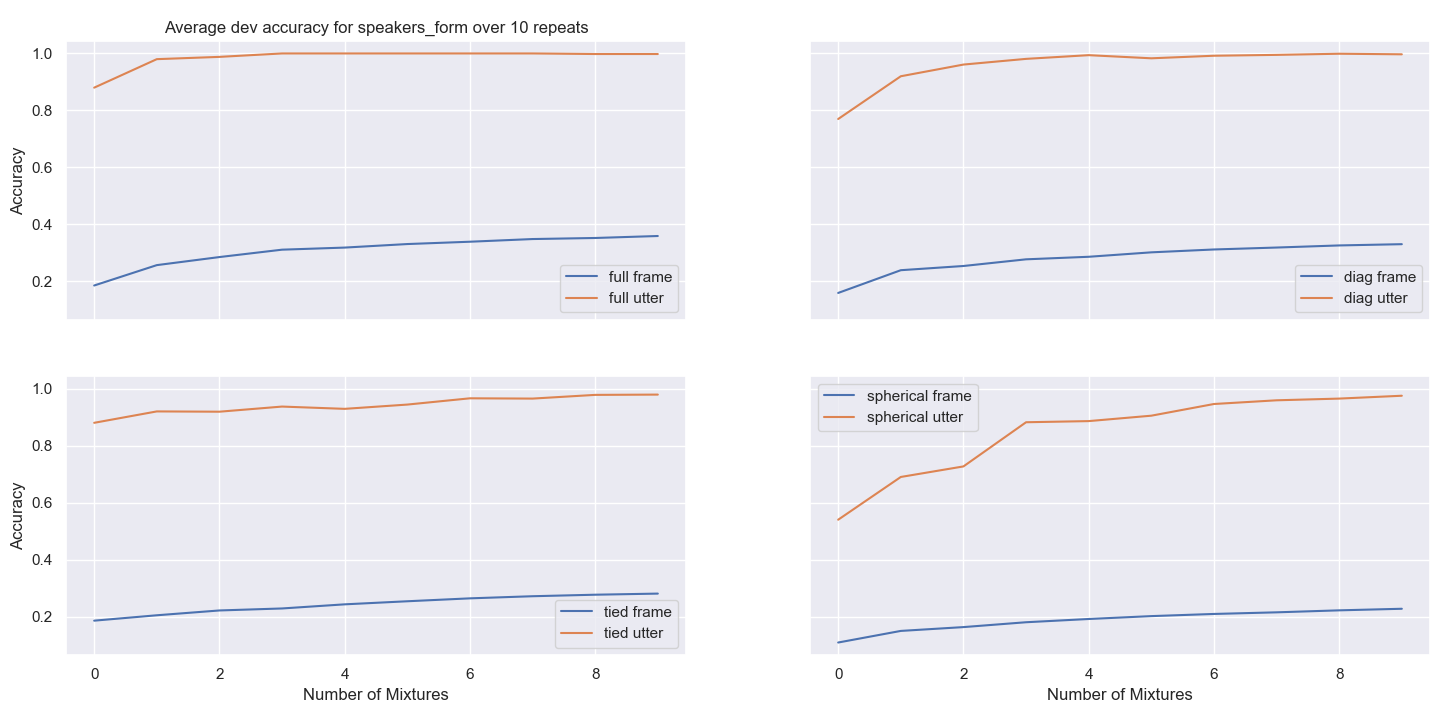 Average dev accuracy for speakers_form over 10 repeats
1.0
0.8
0.6
0.4
0.2
Accuracy
full frame
full utter
diag frame
diag utter
1.0
0.8
0.6
0.4
0.2
Accuracy
tied frame
tied utter
0 2 4 6 8
Number of Mixtures
spherical frame
spherical utter
0 2 4 6 8
Number of Mixtures